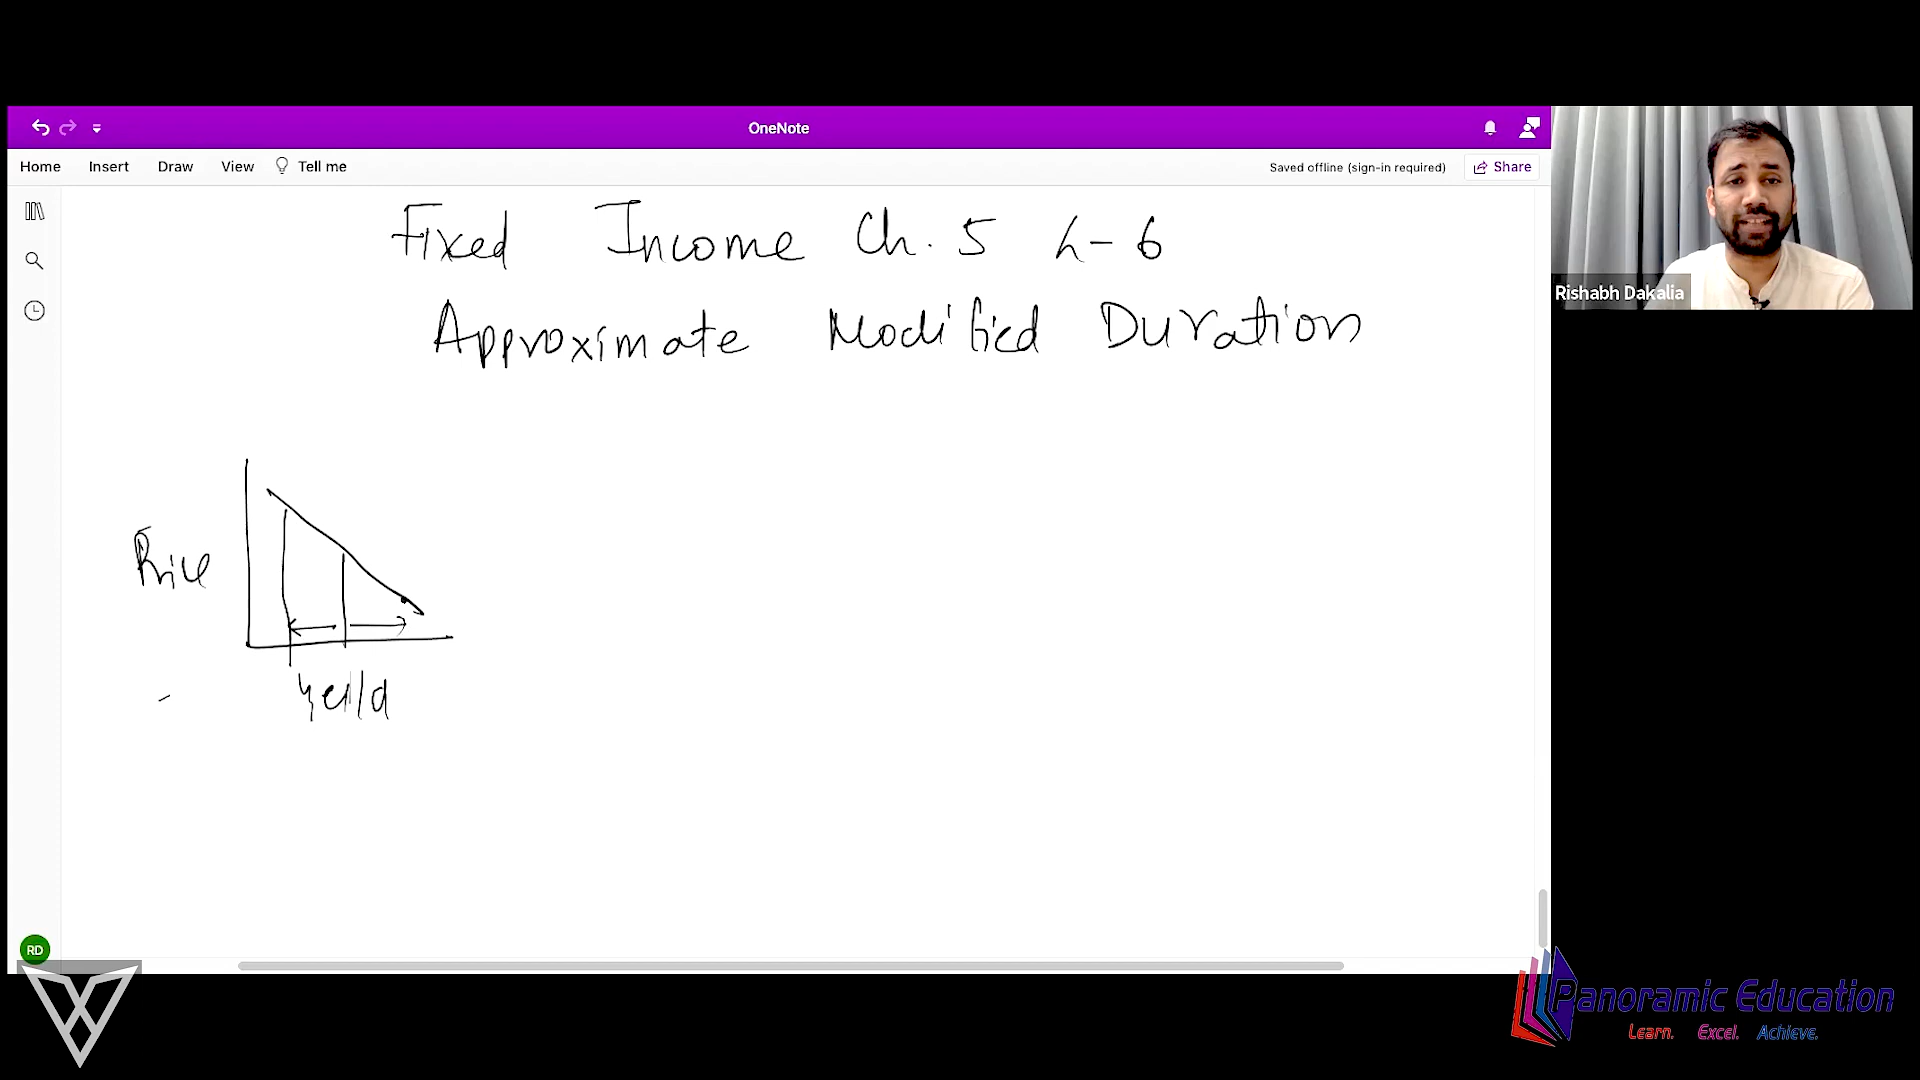 OneNote
Home Insert Draw View Tell me Saved offline (sign-in required) Share
Rishabh Dakalia
Fixed Income Ch. 5 L-6
Approximate Modified Duration
Price
Yeild
RD
Panoramic Education
Learn. Excel. Achieve.